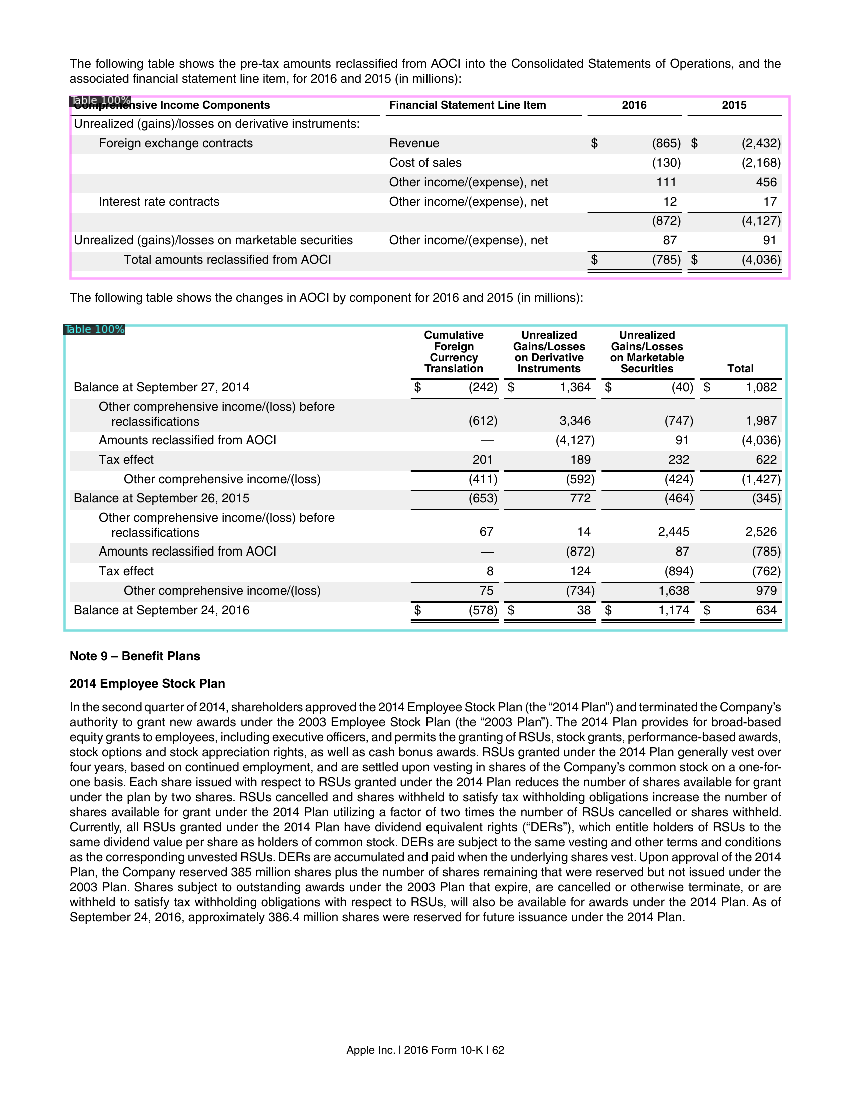 The following table shows the pre-tax amounts reclassified from AOCI into the Consolidated Statements of Operations, and the
associated financial statement line item, for 2016 and 2015 (in millions):
Table 100%
Comprehensive Income Components Financial Statement Line Item 2016 2015
Unrealized (gains)/losses on derivative instruments:
Foreign exchange contracts Revenue $ (865) $ (2,432)
Cost of sales (130) (2,168)
Other income/(expense), net 111 456
Interest rate contracts Other income/(expense), net 12 17
(872) (4,127)
Unrealized (gains)/losses on marketable securities Other income/(expense), net 87 91
Total amounts reclassified from AOCI $ (785) $ (4,036)
The following table shows the changes in AOCI by component for 2016 and 2015 (in millions):
Table 100%
Cumulative Unrealized Unrealized
Foreign Gains/Losses Gains/Losses
Currency on Derivative on Marketable
Translation Instruments Securities Total
Balance at September 27, 2014 $ (242) $ 1,364 $ (40) $ 1,082
Other comprehensive income/(loss) before
reclassifications (612) 3,346 (747) 1,987
Amounts reclassified from AOCI — (4,127) 91 (4,036)
Tax effect 201 189 232 622
Other comprehensive income/(loss) (411) (592) (424) (1,427)
Balance at September 26, 2015 (653) 772 (464) (345)
Other comprehensive income/(loss) before
reclassifications 67 14 2,445 2,526
Amounts reclassified from AOCI — (872) 87 (785)
Tax effect 8 124 (894) (762)
Other comprehensive income/(loss) 75 (734) 1,638 979
Balance at September 24, 2016 $ (578) $ 38 $ 1,174 $ 634
Note 9 – Benefit Plans
2014 Employee Stock Plan
In the second quarter of 2014, shareholders approved the 2014 Employee Stock Plan (the “2014 Plan”) and terminated the Company’s
authority to grant new awards under the 2003 Employee Stock Plan (the “2003 Plan”). The 2014 Plan provides for broad-based
equity grants to employees, including executive officers, and permits the granting of RSUs, stock grants, performance-based awards,
stock options and stock appreciation rights, as well as cash bonus awards. RSUs granted under the 2014 Plan generally vest over
four years, based on continued employment, and are settled upon vesting in shares of the Company’s common stock on a one-for-
one basis. Each share issued with respect to RSUs granted under the 2014 Plan reduces the number of shares available for grant
under the plan by two shares. RSUs cancelled and shares withheld to satisfy tax withholding obligations increase the number of
shares available for grant under the 2014 Plan utilizing a factor of two times the number of RSUs cancelled or shares withheld.
Currently, all RSUs granted under the 2014 Plan have dividend equivalent rights (“DERs”), which entitle holders of RSUs to the
same dividend value per share as holders of common stock. DERs are subject to the same vesting and other terms and conditions
as the corresponding unvested RSUs. DERs are accumulated and paid when the underlying shares vest. Upon approval of the 2014
Plan, the Company reserved 385 million shares plus the number of shares remaining that were reserved but not issued under the
2003 Plan. Shares subject to outstanding awards under the 2003 Plan that expire, are cancelled or otherwise terminate, or are
withheld to satisfy tax withholding obligations with respect to RSUs, will also be available for awards under the 2014 Plan. As of
September 24, 2016, approximately 386.4 million shares were reserved for future issuance under the 2014 Plan.
Apple Inc. | 2016 Form 10-K | 62